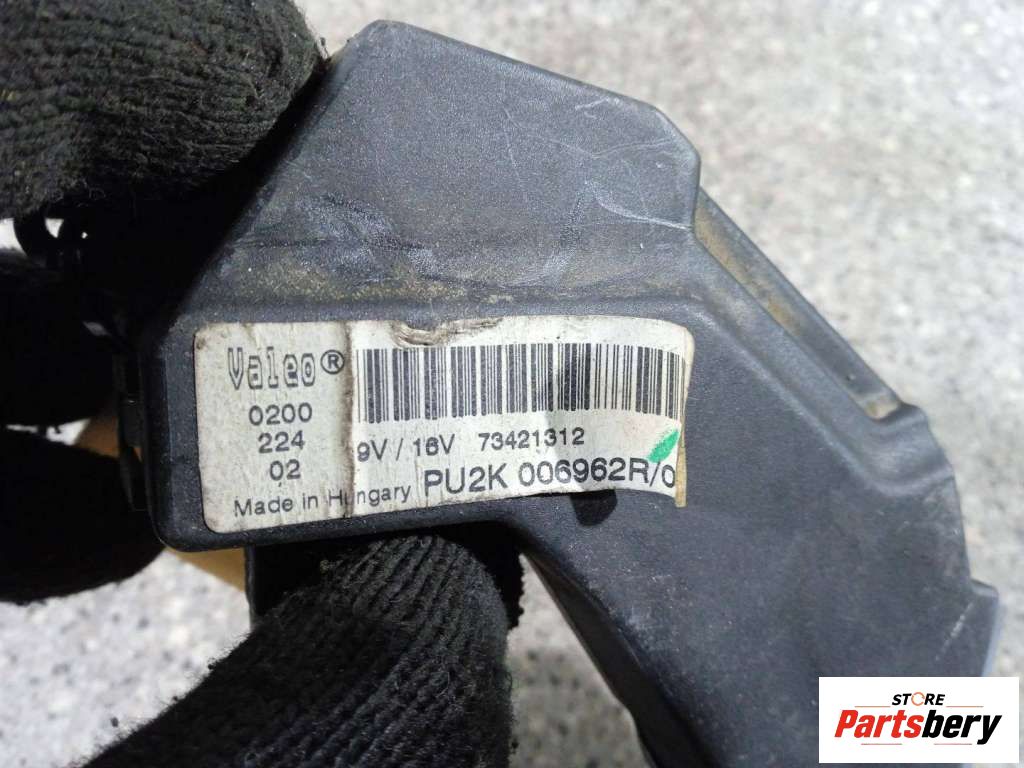 Valeo®
0200
224
02
9V / 16V 73421312
Made in Hungary PU2K 006962R/0
STORE
Partsbery